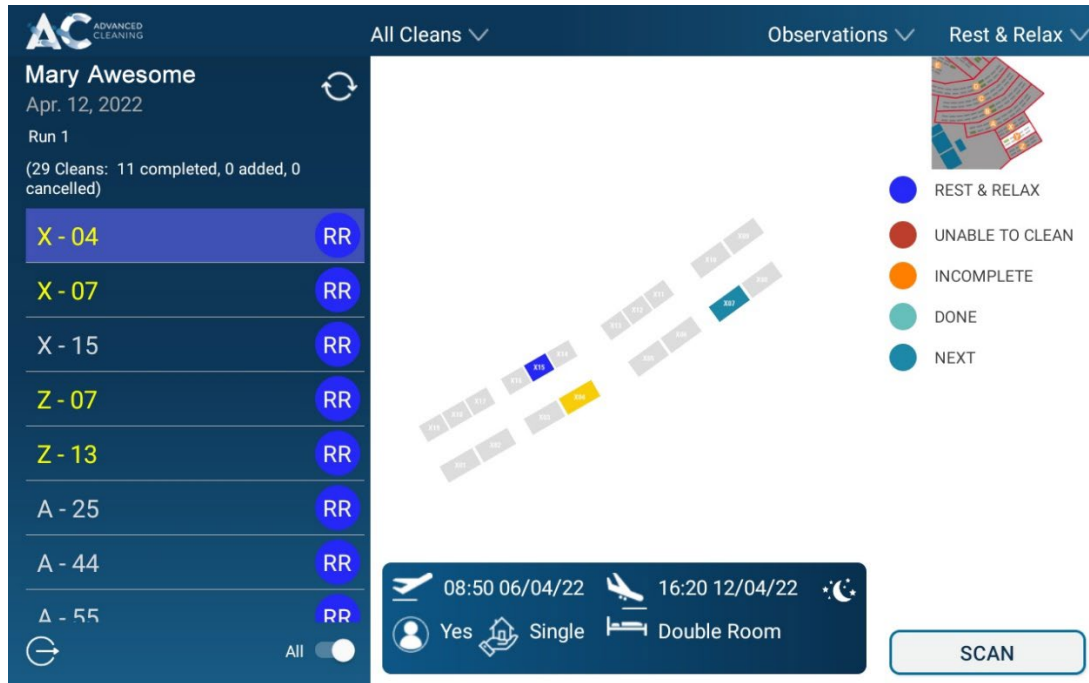 AC ADVANCED
CLEANING
All Cleans
Observations
Rest & Relax
Mary Awesome
Apr. 12, 2022
Run 1
(29 Cleans: 11 completed, 0 added, 0
cancelled)
X - 04 RR
X - 07 RR
X - 15 RR
Z - 07 RR
Z - 13 RR
A - 25 RR
A - 44 RR
A - 55 RR
All
X07
X15
REST & RELAX
UNABLE TO CLEAN
INCOMPLETE
DONE
NEXT
08:50 06/04/22 16:20 12/04/22
Yes Single Double Room
SCAN